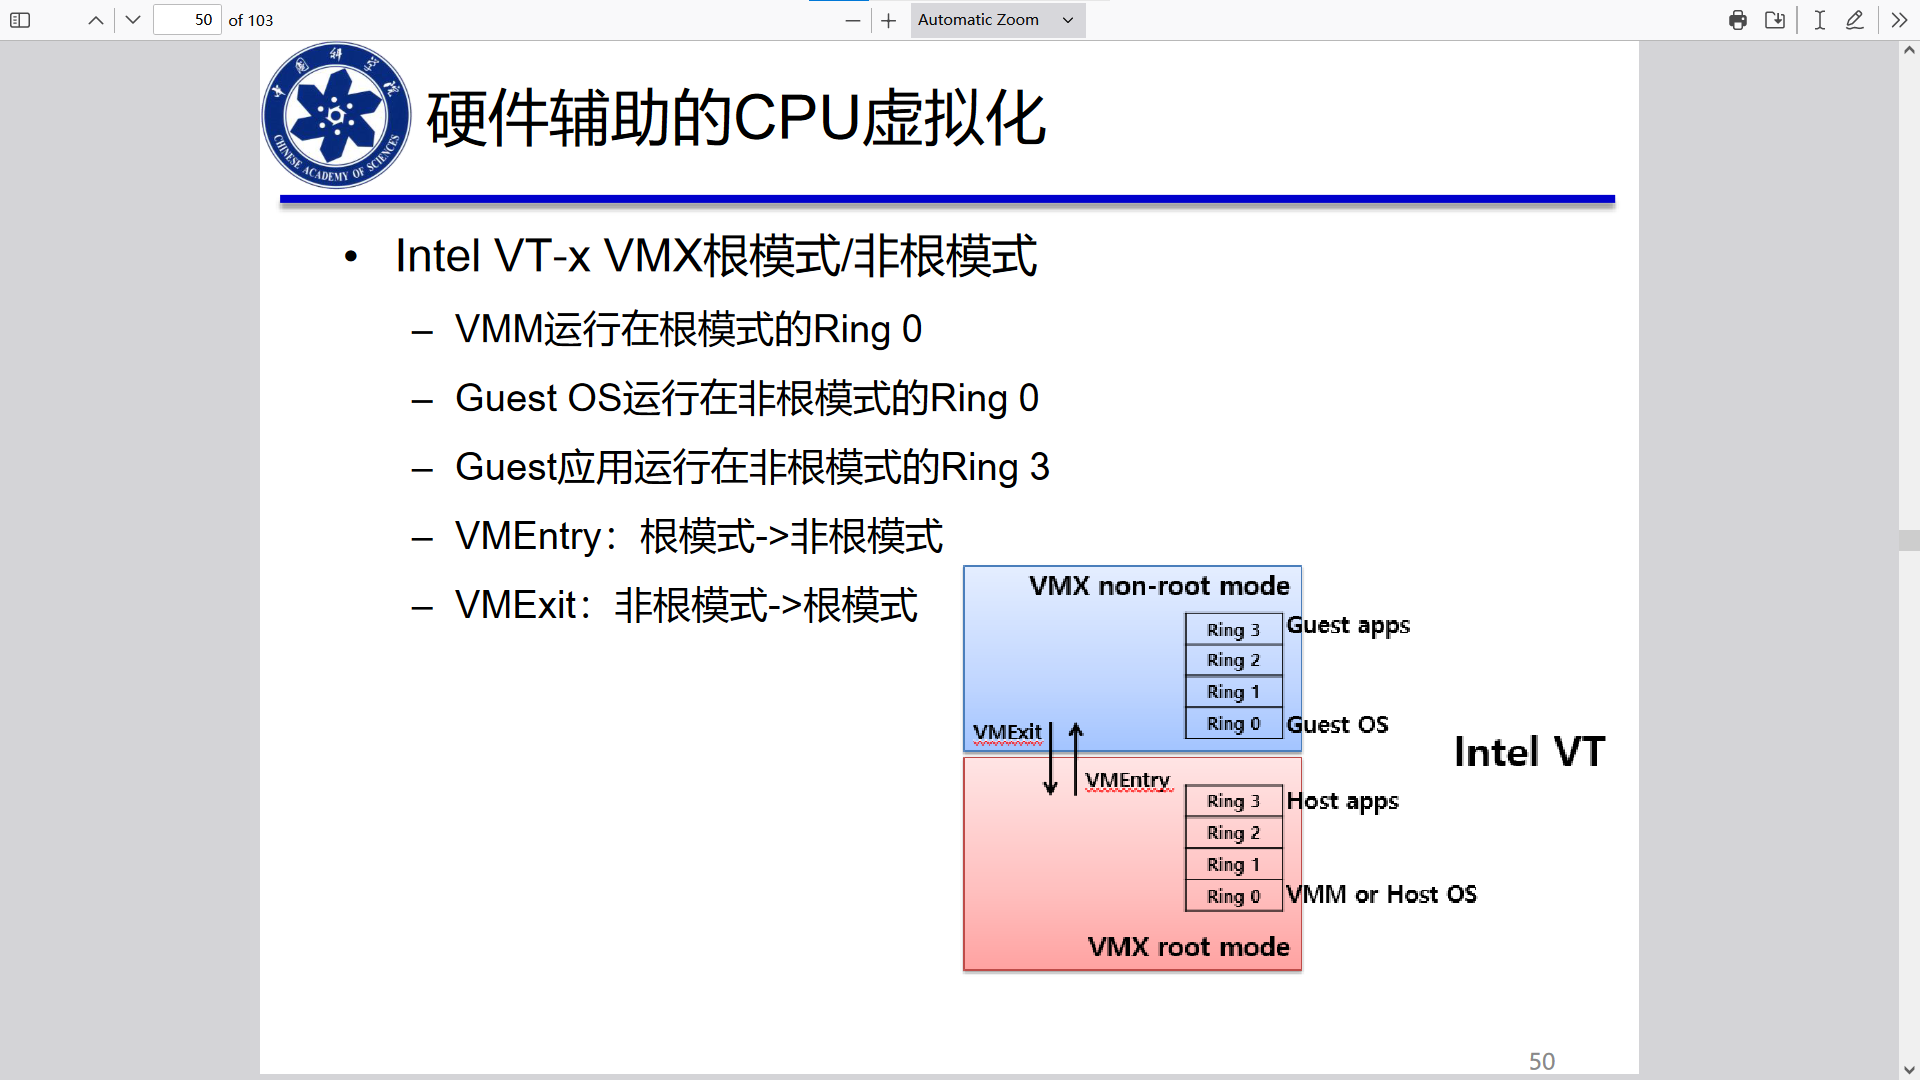 50 of 103
Automatic Zoom
中国科学院
CHINESE ACADEMY OF SCIENCES
硬件辅助的CPU虚拟化
• Intel VT-x VMX根模式/非根模式
– VMM运行在根模式的Ring 0
– Guest OS运行在非根模式的Ring 0
– Guest应用运行在非根模式的Ring 3
– VMEntry：根模式->非根模式
– VMExit：非根模式->根模式
VMX non-root mode
Ring 3 Guest apps
Ring 2
Ring 1
Ring 0 Guest OS
VMExit
VMEntry
Intel VT
Ring 3 Host apps
Ring 2
Ring 1
Ring 0 VMM or Host OS
VMX root mode
50